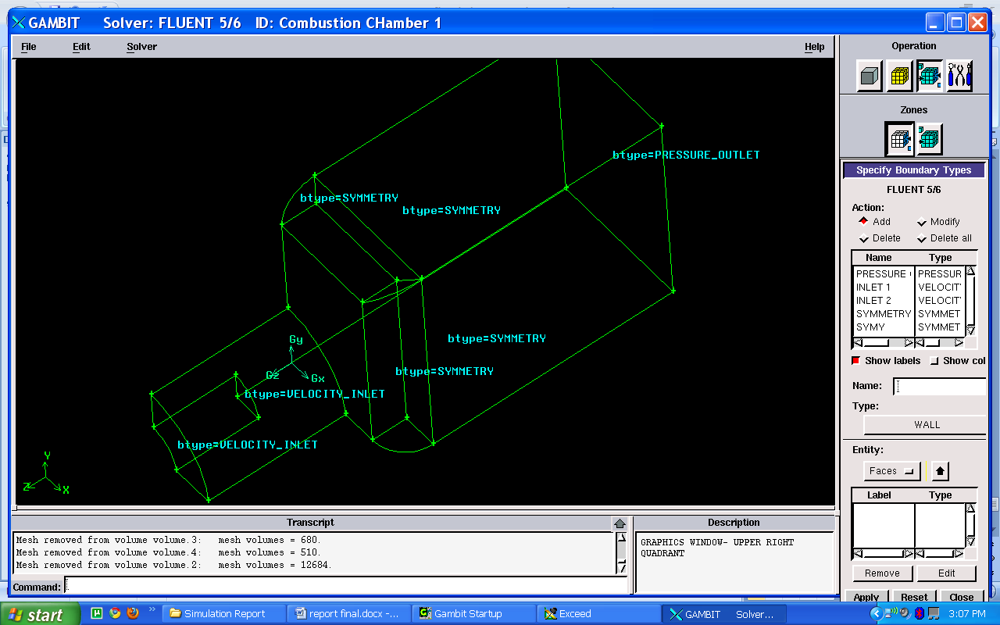 GAMBIT Solver: FLUENT 5/6 ID: Combustion CHamber 1
File Edit Solver Help
Operation
Zones
Specify Boundary Types
FLUENT 5/6
Action:
Add Modify
Delete Delete all
Name Type
PRESSURE PRESSUR
INLET 1 VELOCIT
INLET 2 VELOCIT
SYMMETRY SYMMET
SYMY SYMMET
Show labels Show col
Name:
Type:
WALL
Entity:
Faces
Label Type
Remove Edit
Apply Reset Close
btype=PRESSURE_OUTLET
btype=SYMMETRY
btype=SYMMETRY
btype=SYMMETRY
btype=SYMMETRY
Gy
Gz
Gx
btype=VELOCITY_INLET
btype=VELOCITY_INLET
Y
Z
X
Transcript
Mesh removed from volume volume.3: mesh volumes = 680.
Mesh removed from volume volume.4: mesh volumes = 510.
Mesh removed from volume volume.2: mesh volumes = 12684.
Command:
Description
GRAPHICS WINDOW- UPPER RIGHT
QUADRANT
start
Simulation Report
report final.docx -...
Gambit Startup
Exceed
GAMBIT Solver...
3:07 PM